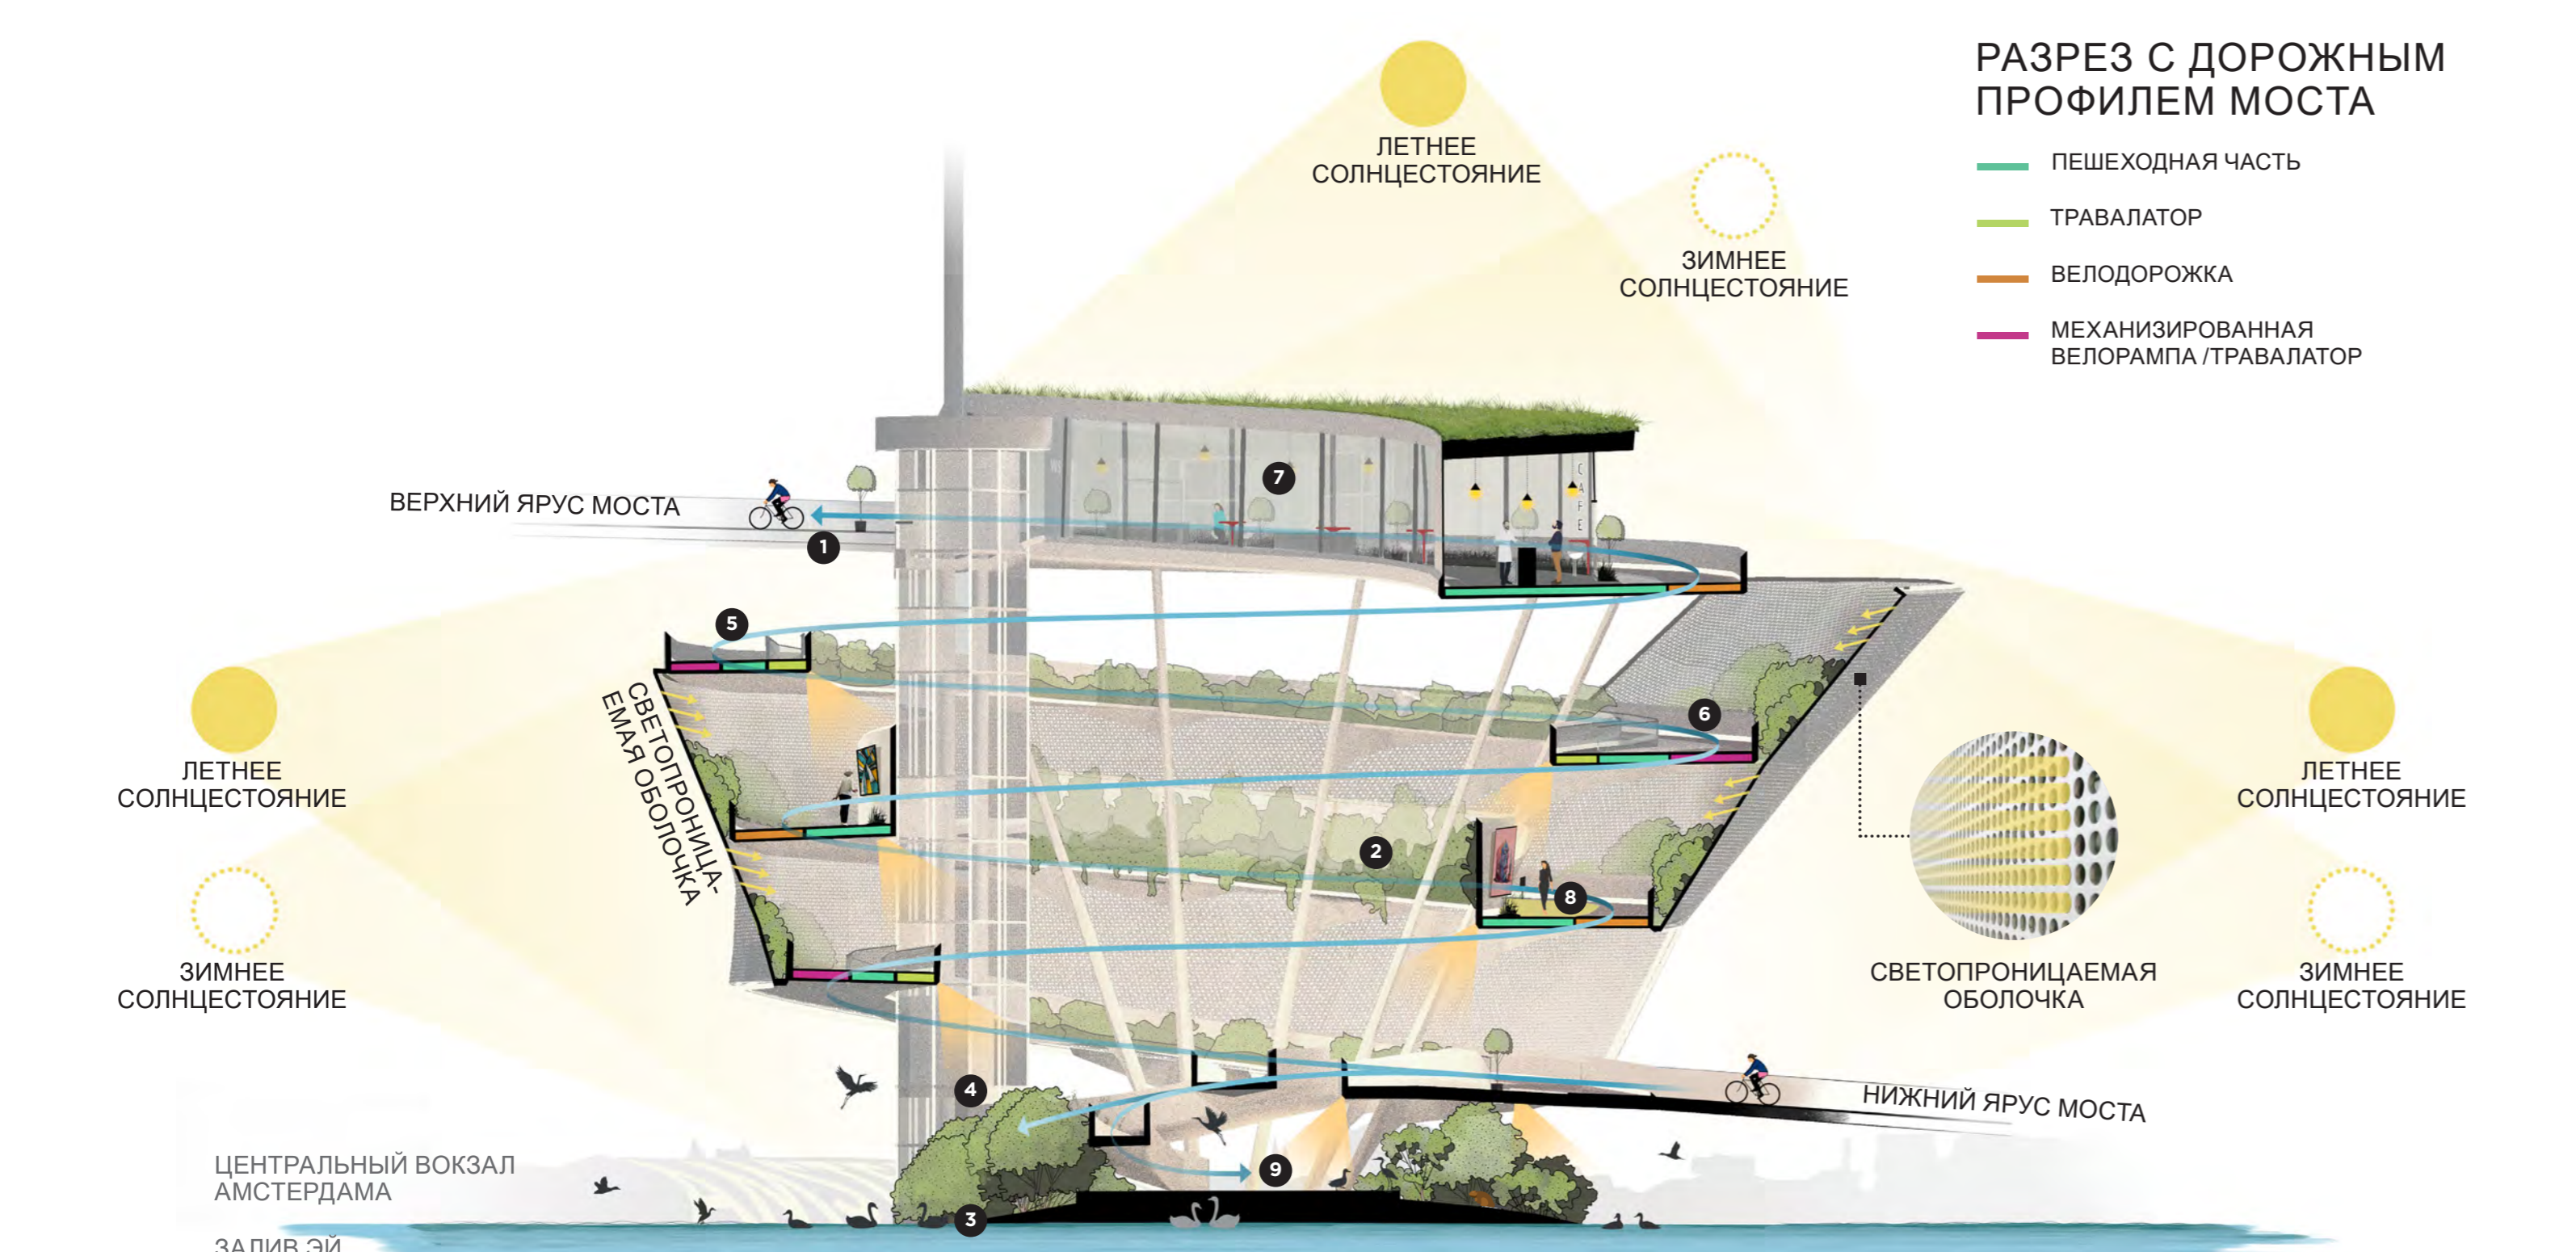 РАЗРЕЗ С ДОРОЖНЫМ
ПРОФИЛЕМ МОСТА
ПЕШЕХОДНАЯ ЧАСТЬ
ТРАВАЛАТОР
ВЕЛОДОРОЖКА
МЕХАНИЗИРОВАННАЯ
ВЕЛОРАМПА /ТРАВАЛАТОР
ЛЕТНЕЕ
СОЛНЦЕСТОЯНИЕ
ЗИМНЕЕ
СОЛНЦЕСТОЯНИЕ
7
CAFE
ВЕРХНИЙ ЯРУС МОСТА
1
5
6
СВЕТОПРОНИЦА-
ЕМАЯ ОБОЛОЧКА
ЛЕТНЕЕ
СОЛНЦЕСТОЯНИЕ
ЛЕТНЕЕ
СОЛНЦЕСТОЯНИЕ
2
8
ЗИМНЕЕ
СОЛНЦЕСТОЯНИЕ
СВЕТОПРОНИЦАЕМАЯ
ОБОЛОЧКА
ЗИМНЕЕ
СОЛНЦЕСТОЯНИЕ
4
НИЖНИЙ ЯРУС МОСТА
9
3
ЦЕНТРАЛЬНЫЙ ВОКЗАЛ
АМСТЕРДАМА
ЗАЛИВ ЭЙ